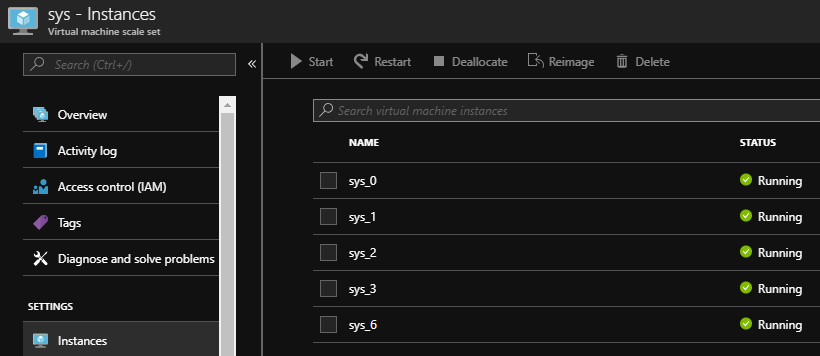 sys - Instances
Virtual machine scale set
Search (Ctrl+/)
«
Overview
Activity log
Access control (IAM)
Tags
Diagnose and solve problems
SETTINGS
Instances
Start Restart Deallocate Reimage Delete
Search virtual machine instances
NAME STATUS
sys_0 Running
sys_1 Running
sys_2 Running
sys_3 Running
sys_6 Running